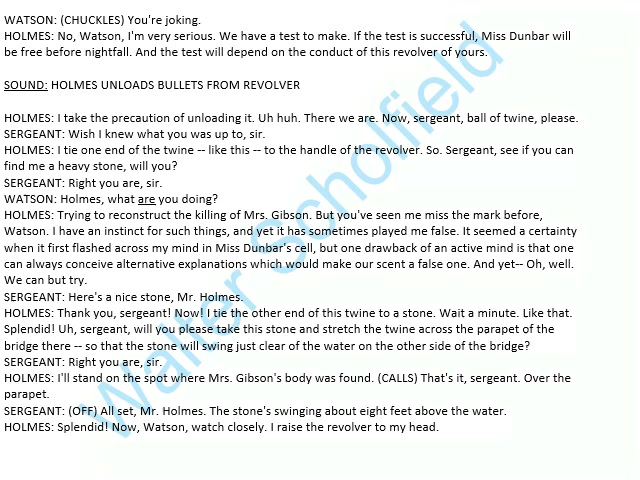 WATSON: (CHUCKLES) You're joking.
HOLMES: No, Watson, I'm very serious. We have a test to make. If the test is successful, Miss Dunbar will
be free before nightfall. And the test will depend on the conduct of this revolver of yours.
SOUND: HOLMES UNLOADS BULLETS FROM REVOLVER
HOLMES: I take the precaution of unloading it. Uh huh. There we are. Now, sergeant, ball of twine, please.
SERGEANT: Wish I knew what you was up to, sir.
HOLMES: I tie one end of the twine -- like this -- to the handle of the revolver. So. Sergeant, see if you can
find me a heavy stone, will you?
SERGEANT: Right you are, sir.
WATSON: Holmes, what are you doing?
HOLMES: Trying to reconstruct the killing of Mrs. Gibson. But you've seen me miss the mark before,
Watson. I have an instinct for such things, and yet it has sometimes played me false. It seemed a certainty
when it first flashed across my mind in Miss Dunbar's cell, but one drawback of an active mind is that one
can always conceive alternative explanations which would make our scent a false one. And yet-- Oh, well.
We can but try.
SERGEANT: Here's a nice stone, Mr. Holmes.
HOLMES: Thank you, sergeant! Now! I tie the other end of this twine to a stone. Wait a minute. Like that.
Splendid! Uh, sergeant, will you please take this stone and stretch the twine across the parapet of the
bridge there -- so that the stone will swing just clear of the water on the other side of the bridge?
SERGEANT: Right you are, sir.
HOLMES: I'll stand on the spot where Mrs. Gibson's body was found. (CALLS) That's it, sergeant. Over the
parapet.
SERGEANT: (OFF) All set, Mr. Holmes. The stone's swinging about eight feet above the water.
HOLMES: Splendid! Now, Watson, watch closely. I raise the revolver to my head.
Walter Scholfield